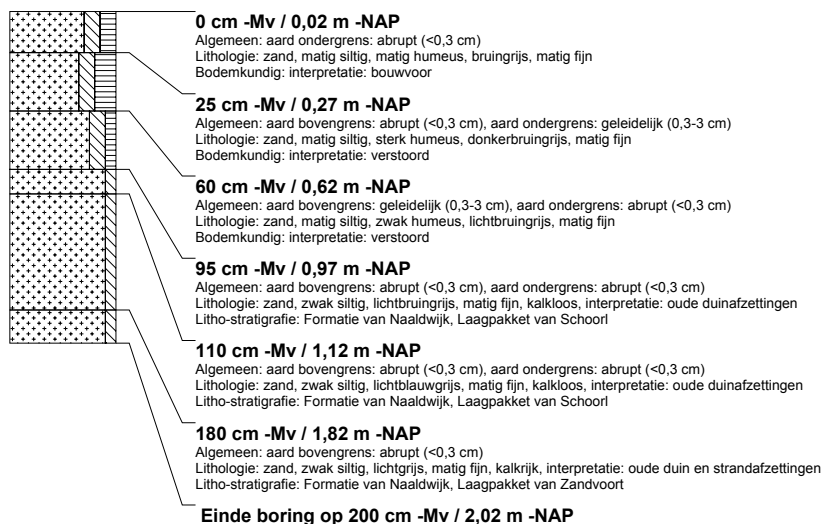 0 cm -Mv / 0,02 m -NAP
Algemeen: aard ondergrens: abrupt (<0,3 cm)
Lithologie: zand, matig siltig, matig humeus, bruingrijs, matig fijn
Bodemkundig: interpretatie: bouwvoor
25 cm -Mv / 0,27 m -NAP
Algemeen: aard bovengrens: abrupt (<0,3 cm), aard ondergrens: geleidelijk (0,3-3 cm)
Lithologie: zand, matig siltig, sterk humeus, donkerbruingrijs, matig fijn
Bodemkundig: interpretatie: verstoord
60 cm -Mv / 0,62 m -NAP
Algemeen: aard bovengrens: geleidelijk (0,3-3 cm), aard ondergrens: abrupt (<0,3 cm)
Lithologie: zand, matig siltig, zwak humeus, lichtbruingrijs, matig fijn
Bodemkundig: interpretatie: verstoord
95 cm -Mv / 0,97 m -NAP
Algemeen: aard bovengrens: abrupt (<0,3 cm), aard ondergrens: abrupt (<0,3 cm)
Lithologie: zand, zwak siltig, lichtbruingrijs, matig fijn, kalkloos, interpretatie: oude duinafzettingen
Litho-stratigrafie: Formatie van Naaldwijk, Laagpakket van Schoorl
110 cm -Mv / 1,12 m -NAP
Algemeen: aard bovengrens: abrupt (<0,3 cm), aard ondergrens: abrupt (<0,3 cm)
Lithologie: zand, zwak siltig, lichtblauwgrijs, matig fijn, kalkloos, interpretatie: oude duinafzettingen
Litho-stratigrafie: Formatie van Naaldwijk, Laagpakket van Schoorl
180 cm -Mv / 1,82 m -NAP
Algemeen: aard bovengrens: abrupt (<0,3 cm)
Lithologie: zand, zwak siltig, lichtgrijs, matig fijn, kalkrijk, interpretatie: oude duin en strandafzettingen
Litho-stratigrafie: Formatie van Naaldwijk, Laagpakket van Zandvoort
Einde boring op 200 cm -Mv / 2,02 m -NAP